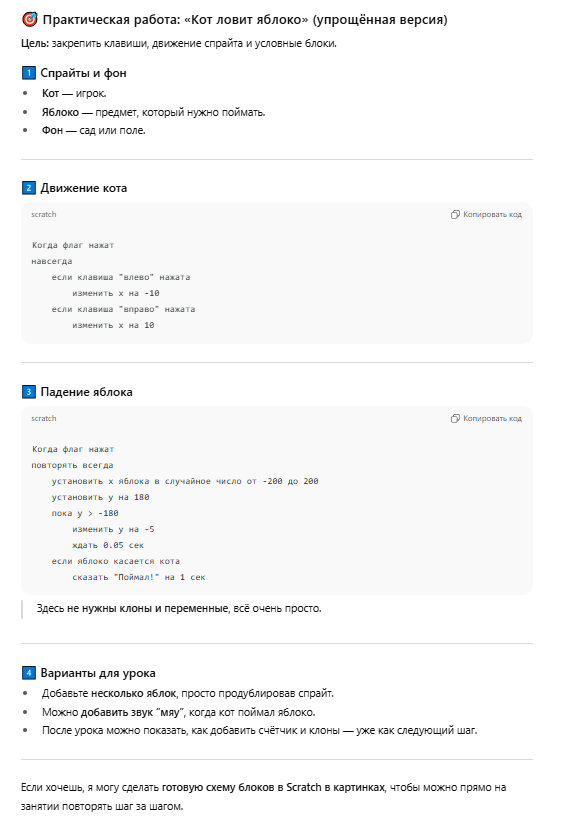 🎯 Практическая работа: «Кот ловит яблоко» (упрощённая версия)
Цель: закрепить клавиши, движение спрайта и условные блоки.
1 Спрайты и фон
• Кот — игрок.
• Яблоко — предмет, который нужно поймать.
• Фон — сад или поле.
2 Движение кота
scratch Копировать код
Когда флаг нажат
навсегда
если клавиша "влево" нажата
изменить x на -10
если клавиша "вправо" нажата
изменить x на 10
3 Падение яблока
scratch Копировать код
Когда флаг нажат
повторять всегда
установить x яблока в случайное число от -200 до 200
установить y на 180
пока y > -180
изменить y на -5
ждать 0.05 сек
если яблоко касается кота
сказать "Поймал!" на 1 сек
Здесь не нужны клоны и переменные, всё очень просто.
4 Варианты для урока
• Добавьте несколько яблок, просто продублировав спрайт.
• Можно добавить звук “мяу”, когда кот поймал яблоко.
• После урока можно показать, как добавить счётчик и клоны — уже как следующий шаг.
Если хочешь, я могу сделать готовую схему блоков в Scratch в картинках, чтобы можно прямо на
занятии повторять шаг за шагом.